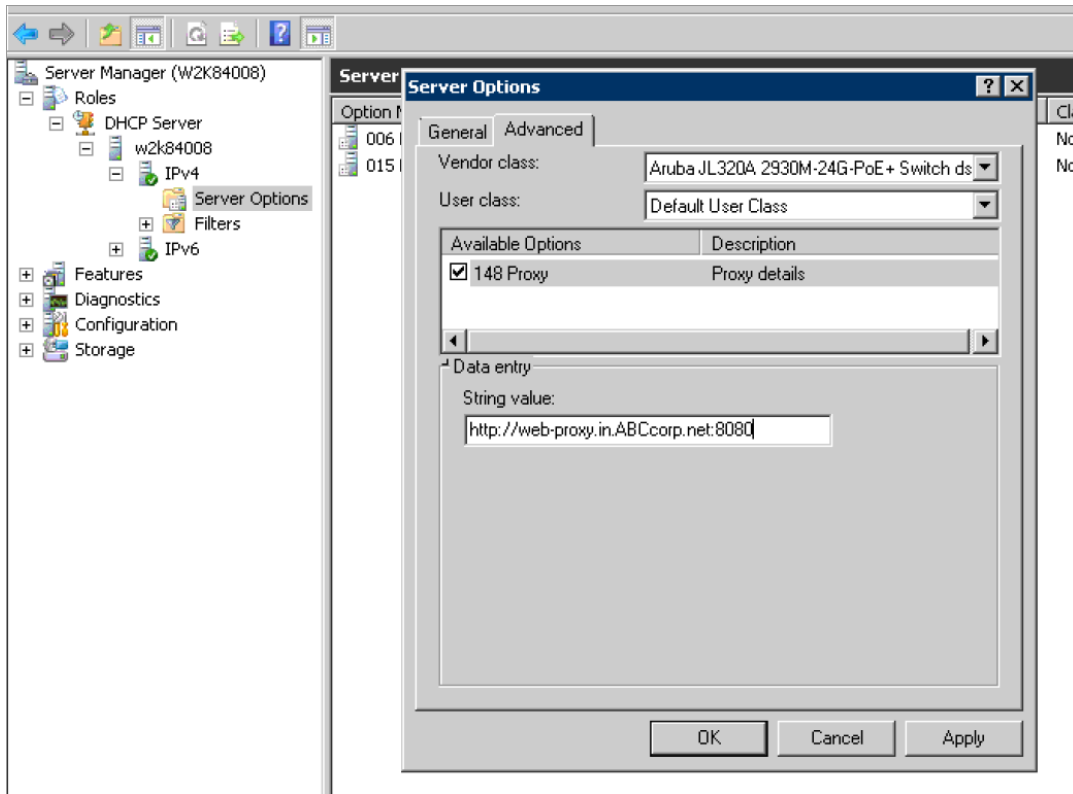 Server Manager (W2K84008)
Roles
DHCP Server
w2k84008
IPv4
Server Options
Filters
IPv6
Features
Diagnostics
Configuration
Storage
Server
Option
006
015
Server Options
General
Advanced
Vendor class:
Aruba JL320A 2930M-24G-PoE+ Switch ds
User class:
Default User Class
Available Options
Description
148 Proxy
Proxy details
Data entry
String value:
http://web-proxy.in.ABCcorp.net:8080
OK
Cancel
Apply